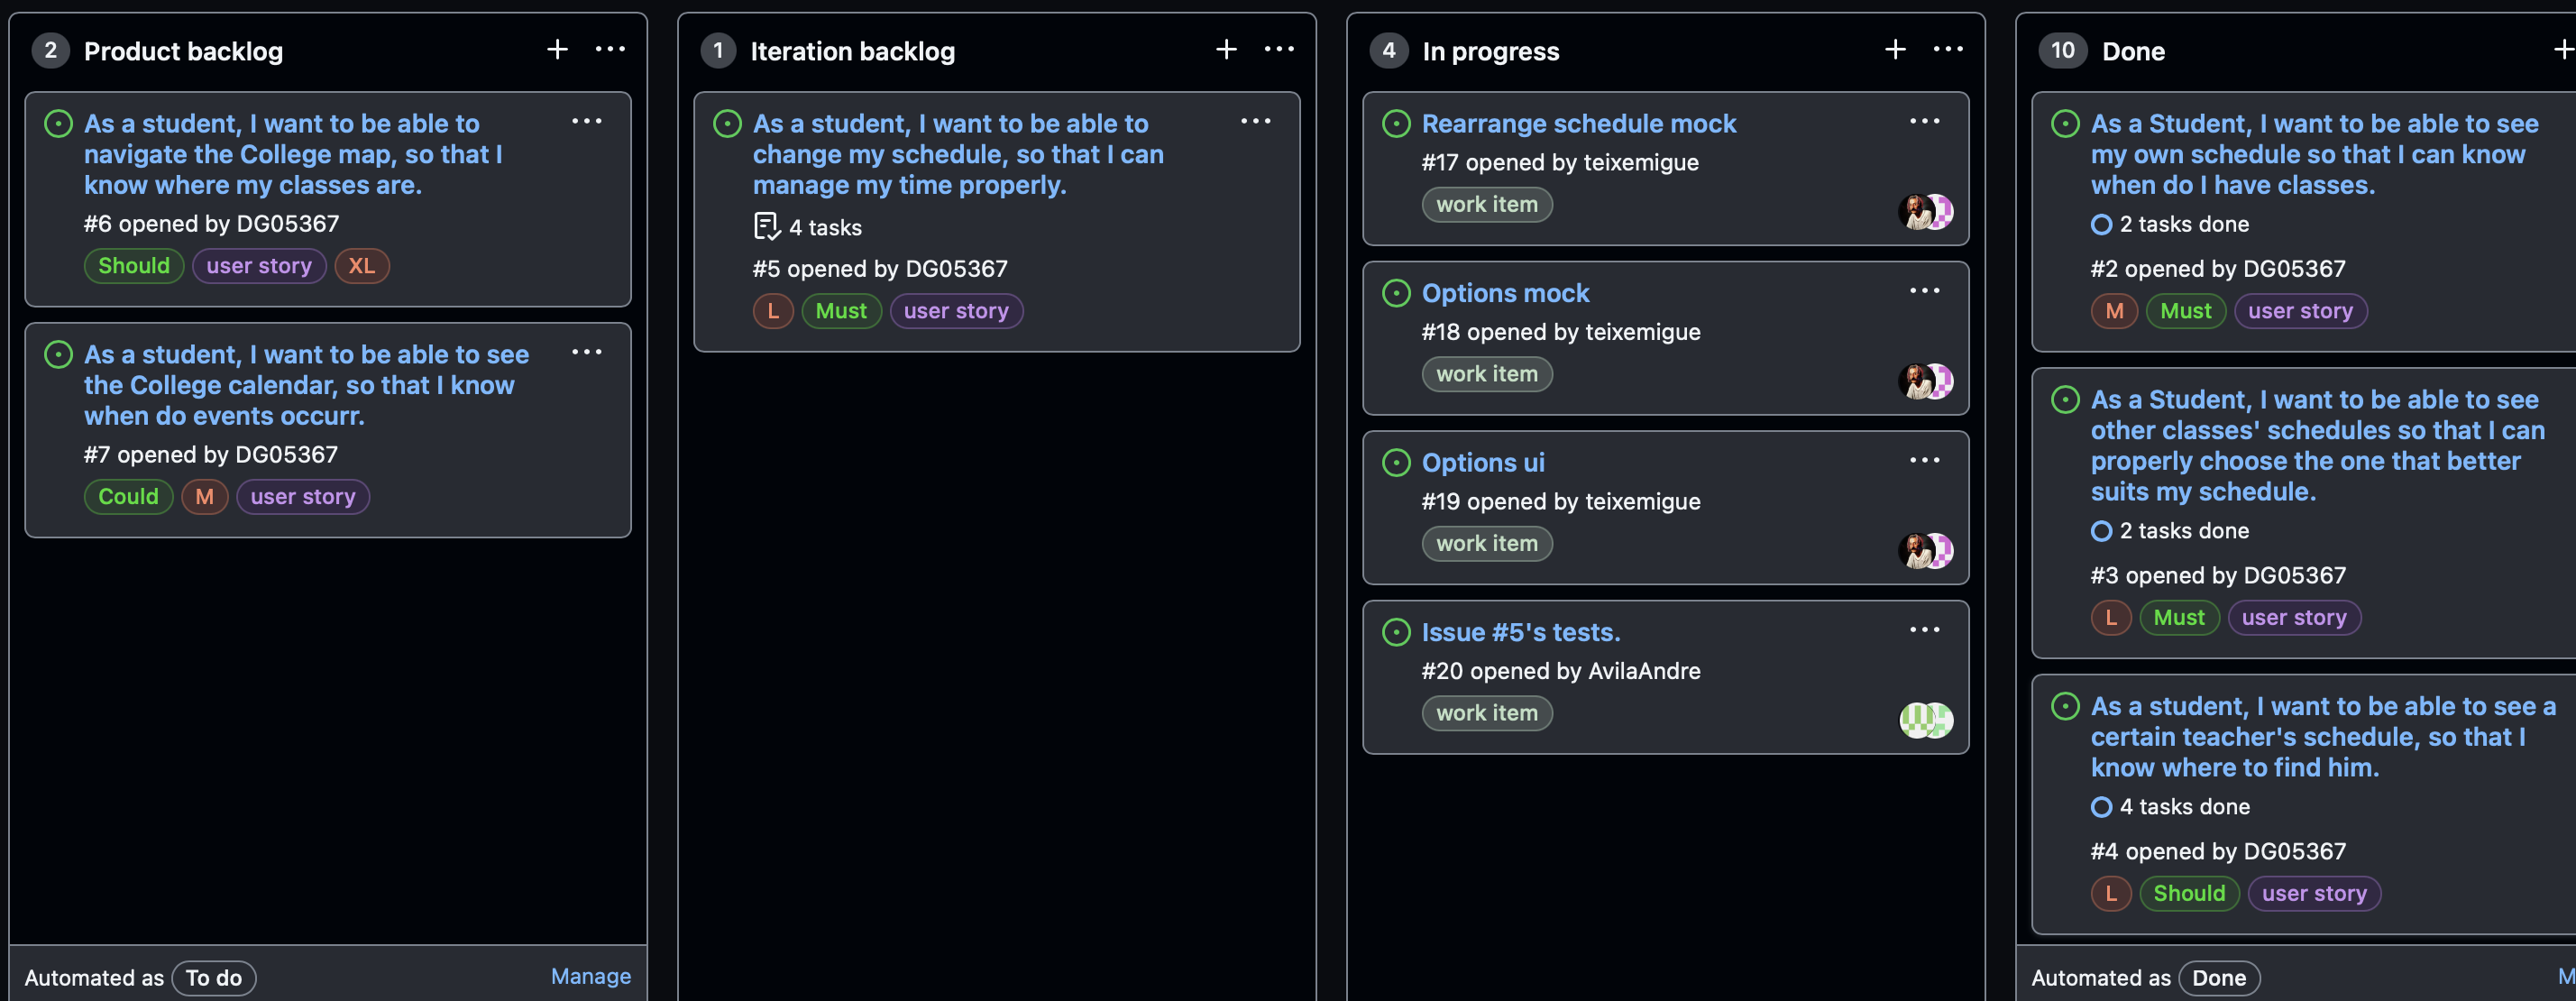 2 Product backlog
As a student, I want to be able to
navigate the College map, so that I
know where my classes are.
#6 opened by DG05367
Should user story XL
As a student, I want to be able to see
the College calendar, so that I know
when do events occurr.
#7 opened by DG05367
Could M user story
Automated as To do Manage
1 Iteration backlog
As a student, I want to be able to
change my schedule, so that I can
manage my time properly.
4 tasks
#5 opened by DG05367
L Must user story
4 In progress
Rearrange schedule mock
#17 opened by teixemigue
work item
Options mock
#18 opened by teixemigue
work item
Options ui
#19 opened by teixemigue
work item
Issue #5's tests.
#20 opened by AvilaAndre
work item
10 Done
As a Student, I want to be able to see
my own schedule so that I can know
when do I have classes.
2 tasks done
#2 opened by DG05367
M Must user story
As a Student, I want to be able to see
other classes' schedules so that I can
properly choose the one that better
suits my schedule.
2 tasks done
#3 opened by DG05367
L Must user story
As a student, I want to be able to see a
certain teacher's schedule, so that I
know where to find him.
4 tasks done
#4 opened by DG05367
L Should user story
Automated as Done